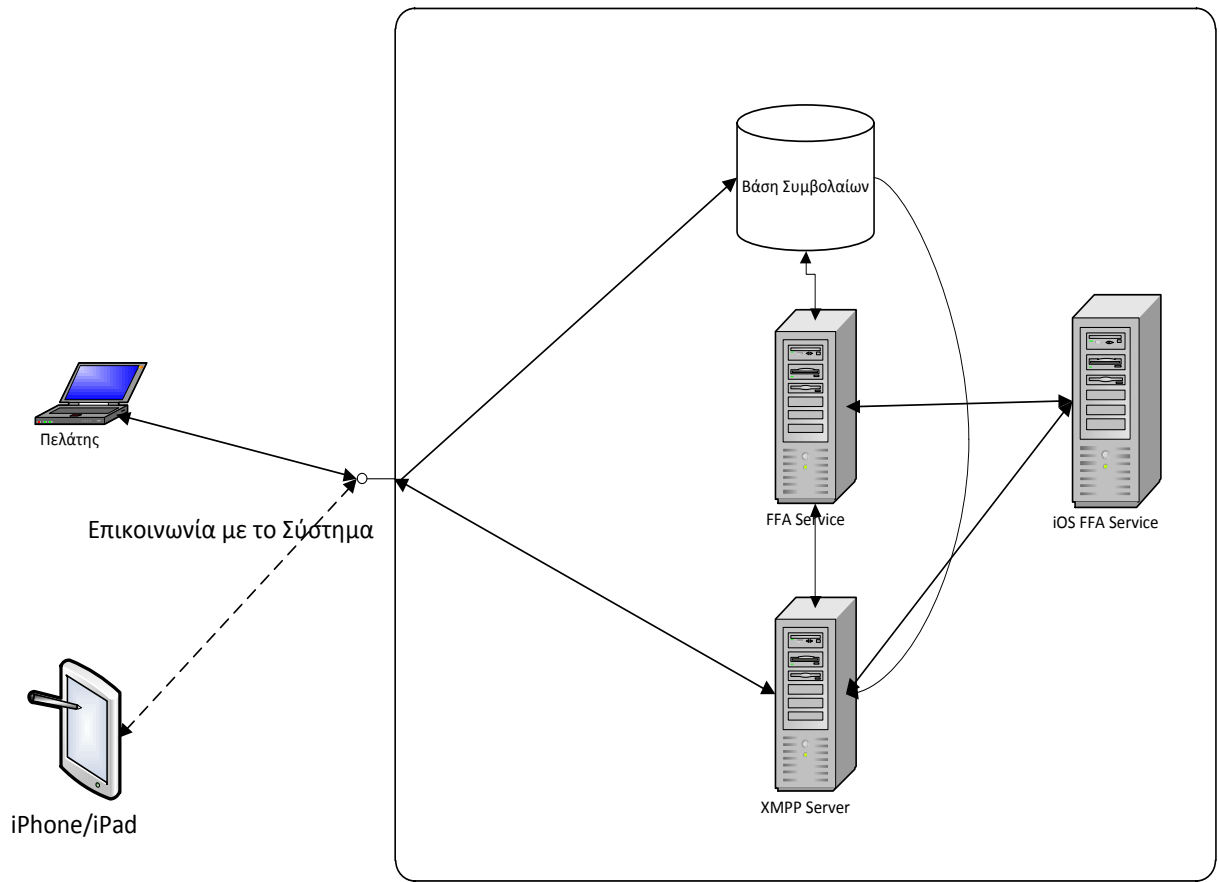 Βάση Συμβολαίων
Πελάτης
FFA Service
iOS FFA Service
Επικοινωνία με το Σύστημα
XMPP Server
iPhone/iPad